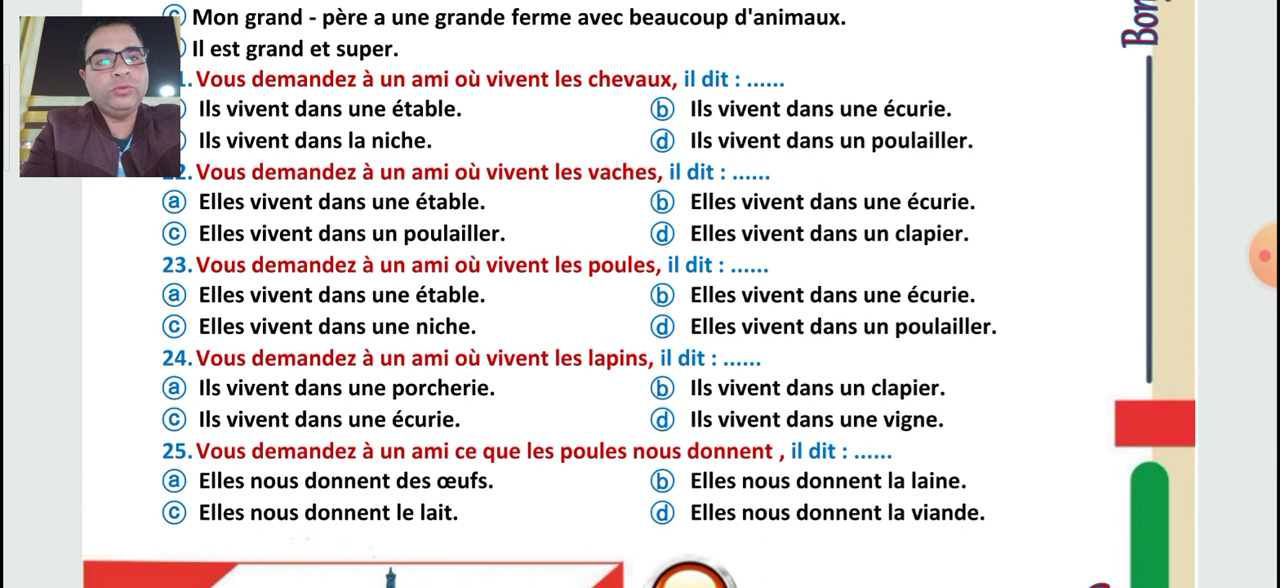 ⓒ Mon grand - père a une grande ferme avec beaucoup d'animaux.
Il est grand et super.
1. Vous demandez à un ami où vivent les chevaux, il dit : ......
Ils vivent dans une étable. ⓑ Ils vivent dans une écurie.
Ils vivent dans la niche. ⓓ Ils vivent dans un poulailler.
2. Vous demandez à un ami où vivent les vaches, il dit : ......
ⓐ Elles vivent dans une étable. ⓑ Elles vivent dans une écurie.
ⓒ Elles vivent dans un poulailler. ⓓ Elles vivent dans un clapier.
23. Vous demandez à un ami où vivent les poules, il dit : ......
ⓐ Elles vivent dans une étable. ⓑ Elles vivent dans une écurie.
ⓒ Elles vivent dans une niche. ⓓ Elles vivent dans un poulailler.
24. Vous demandez à un ami où vivent les lapins, il dit : ......
ⓐ Ils vivent dans une porcherie. ⓑ Ils vivent dans un clapier.
ⓒ Ils vivent dans une écurie. ⓓ Ils vivent dans une vigne.
25. Vous demandez à un ami ce que les poules nous donnent , il dit : ......
ⓐ Elles nous donnent des œufs. ⓑ Elles nous donnent la laine.
ⓒ Elles nous donnent le lait. ⓓ Elles nous donnent la viande.
Bon